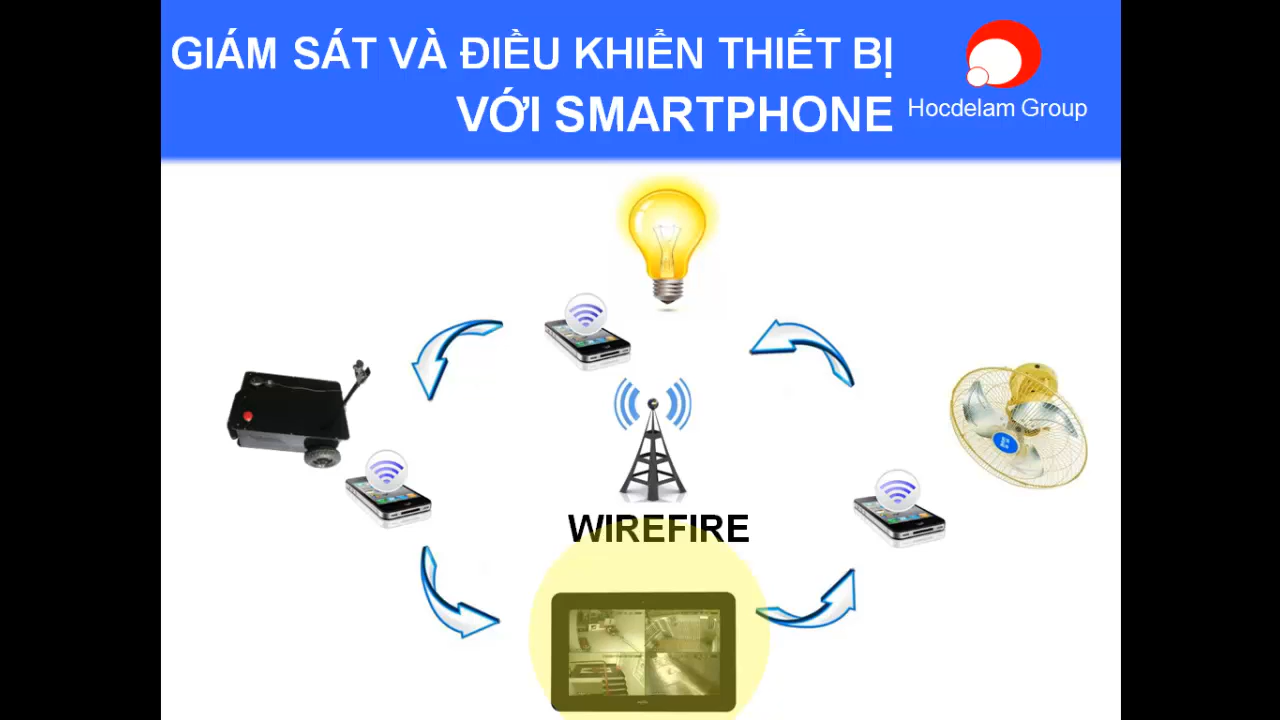 GIÁM SÁT VÀ ĐIỀU KHIỂN THIẾT BỊ
VỚI SMARTPHONE
Hocdelam Group
WIREFIRE